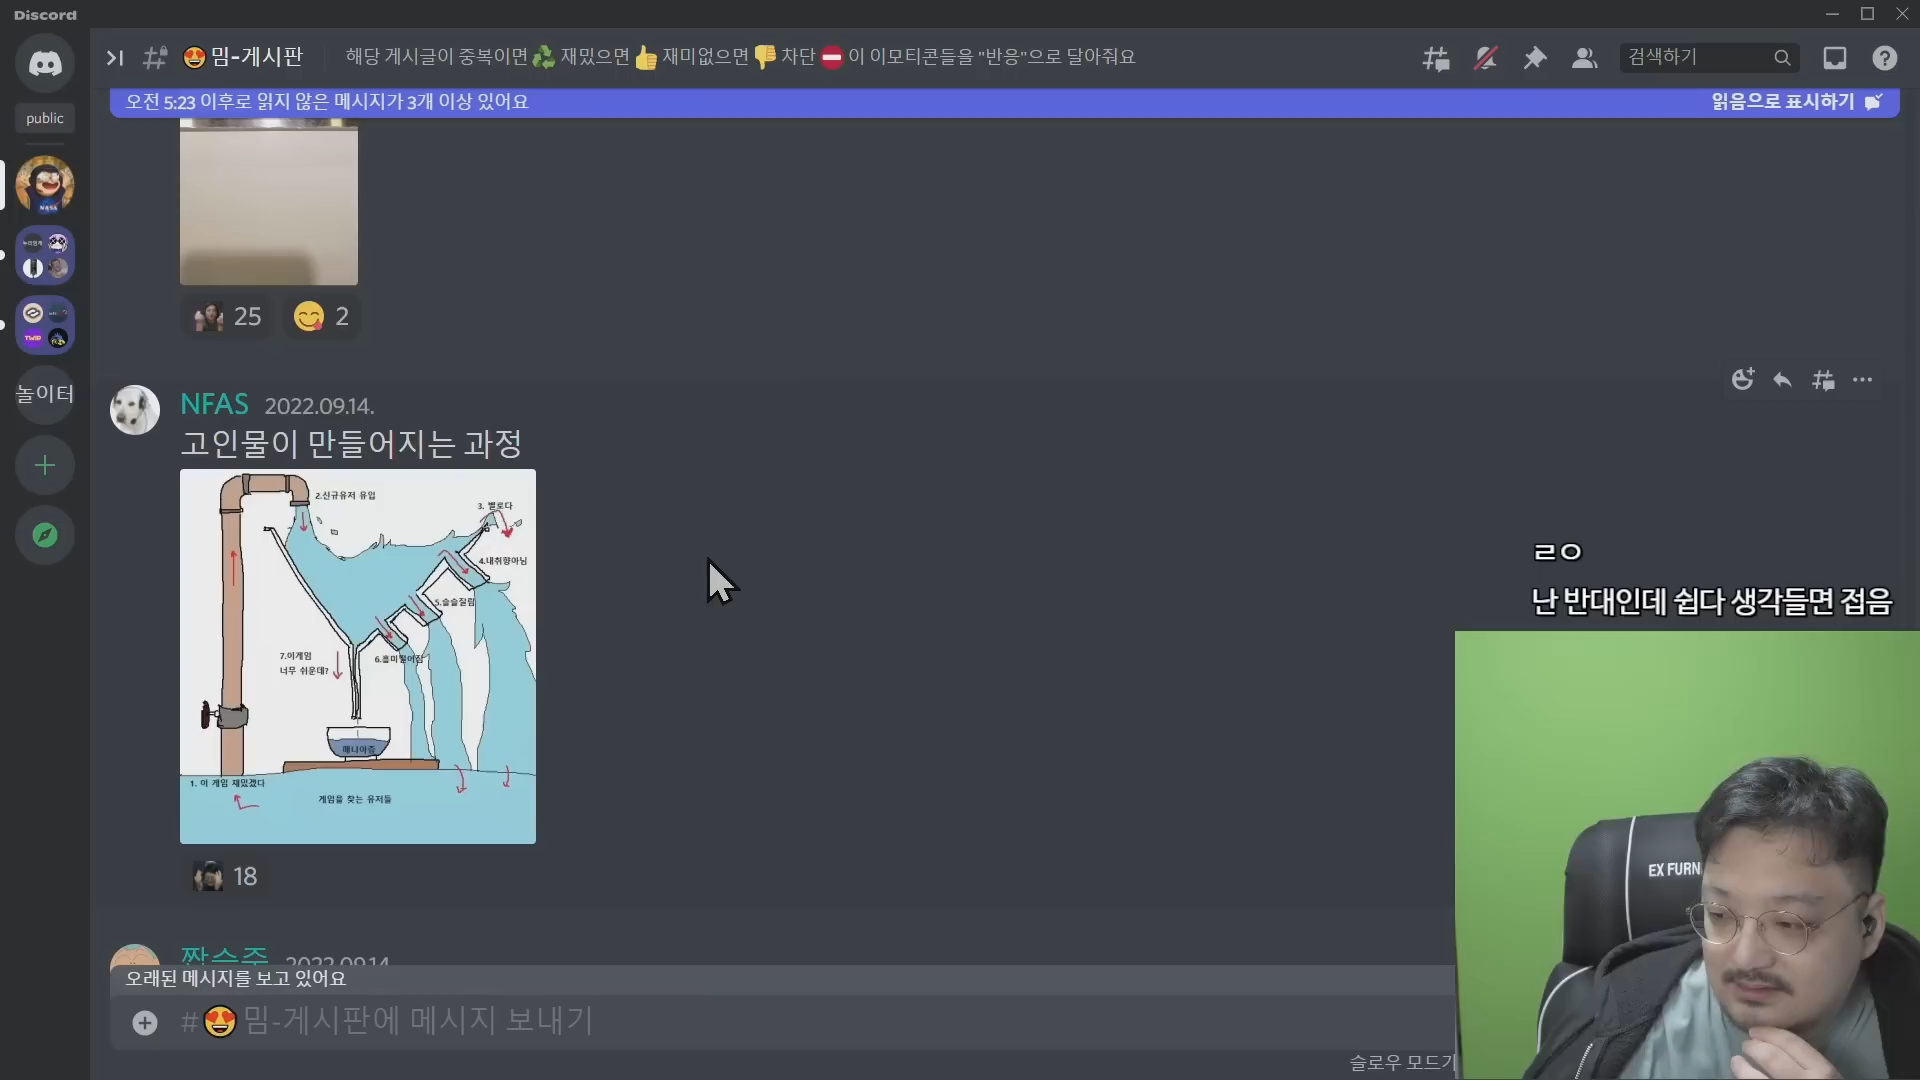 Discord
public
놀이터
😍밈-게시판
해당 게시글이 중복이면♻️ 재밌으면👍 재미없으면👎 차단⛔ 이 이모티콘들을 "반응"으로 달아줘요
검색하기
오전 5:23 이후로 읽지 않은 메시지가 3개 이상 있어요
읽음으로 표시하기
NASA
TWIP
25
2
NFAS 2022.09.14.
고인물이 만들어지는 과정
2.신규유저 유입
3. 별로다
4.내취향아님
5.슬슬질림
6.흥미떨어짐
7.이게임
너무 쉬운데?
매니아층
1. 이 게임 재밌겠다
게임을 찾는 유저들
18
ㄹㅇ
난 반대인데 쉽다 생각들면 접음
EX FURN
2022.09.14.
오래된 메시지를 보고 있어요
#😍밈-게시판에 메시지 보내기
슬로우 모드가